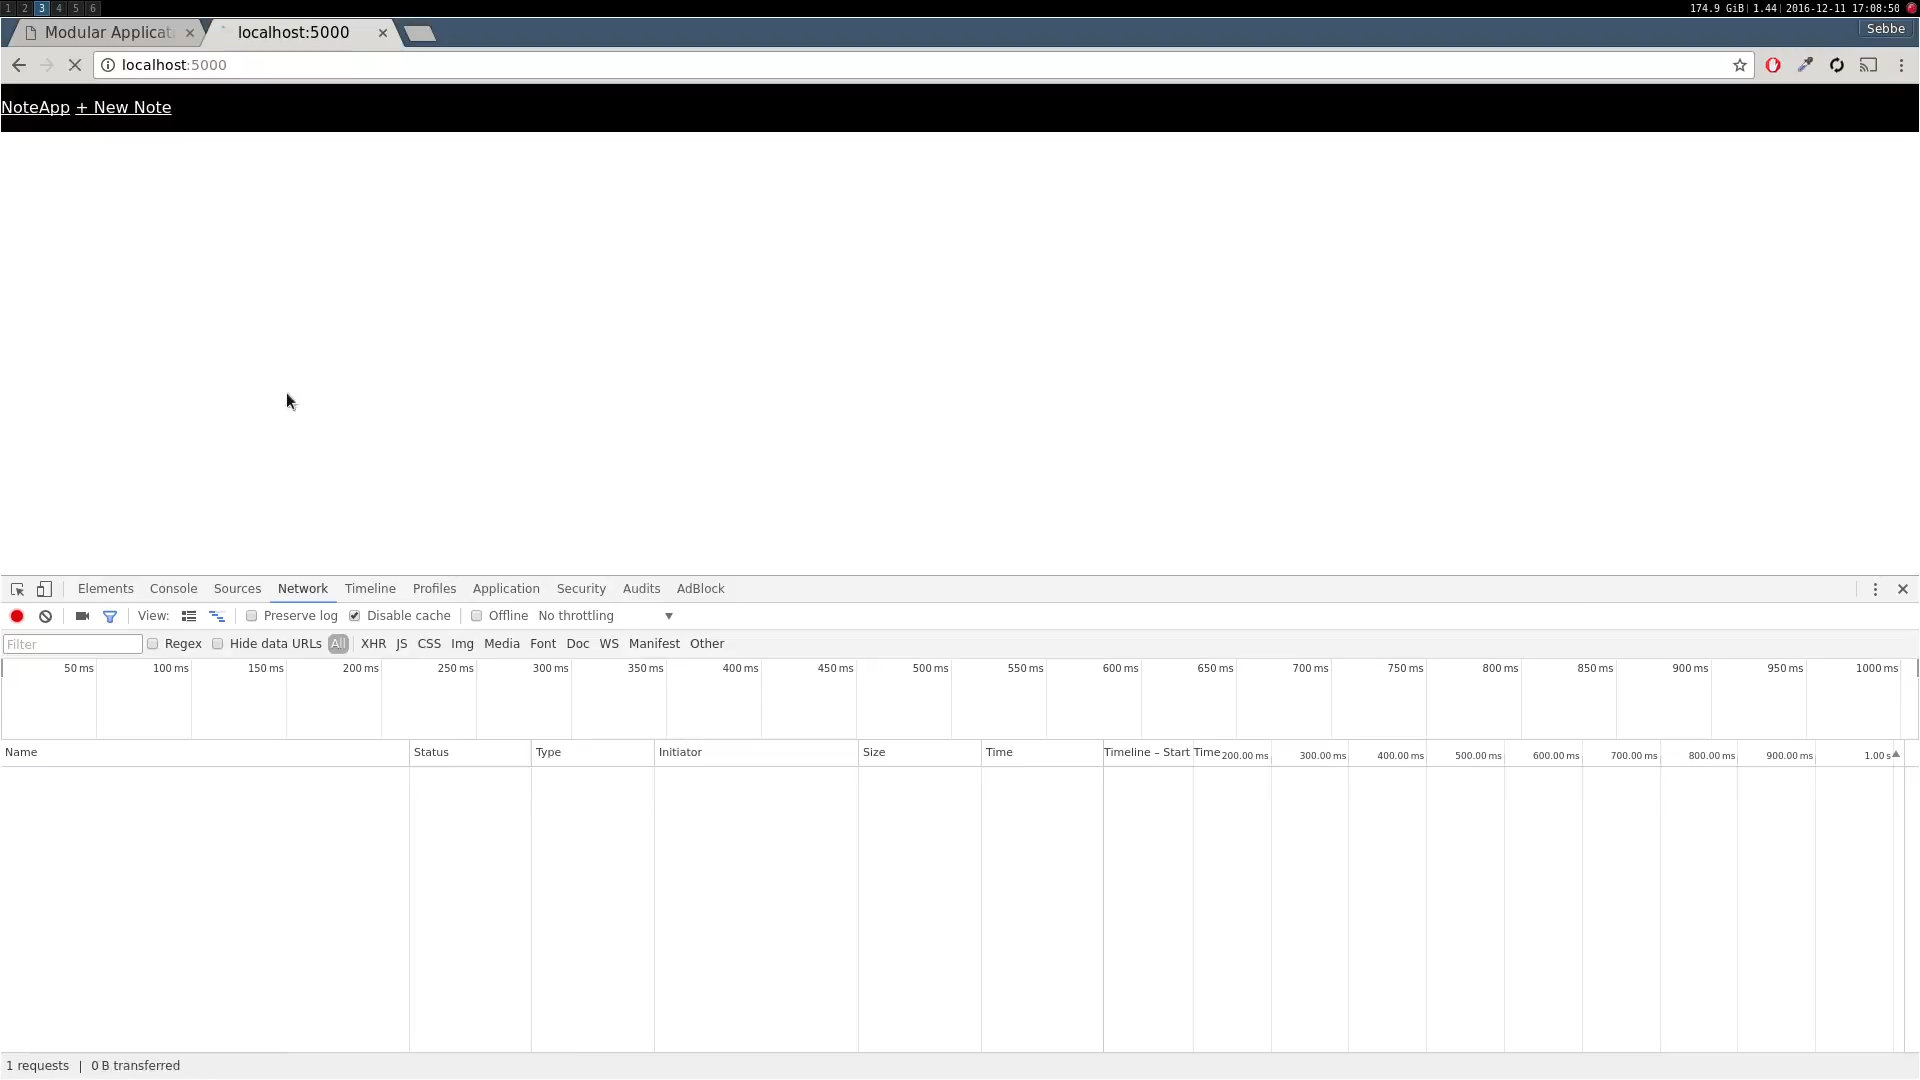 1 2 3 4 5 6 174.9 GiB| 1.44| 2016-12-11 17:08:50
Modular Applicat localhost:5000 Sebbe
localhost:5000
NoteApp + New Note
Elements Console Sources Network Timeline Profiles Application Security Audits AdBlock
View: Preserve log Disable cache Offline No throttling
Filter Regex Hide data URLs All XHR JS CSS Img Media Font Doc WS Manifest Other
50 ms 100 ms 150 ms 200 ms 250 ms 300 ms 350 ms 400 ms 450 ms 500 ms 550 ms 600 ms 650 ms 700 ms 750 ms 800 ms 850 ms 900 ms 950 ms 1000 ms
Name Status Type Initiator Size Time Timeline – Start Time 200.00 ms 300.00 ms 400.00 ms 500.00 ms 600.00 ms 700.00 ms 800.00 ms 900.00 ms 1.00 s
1 requests | 0 B transferred